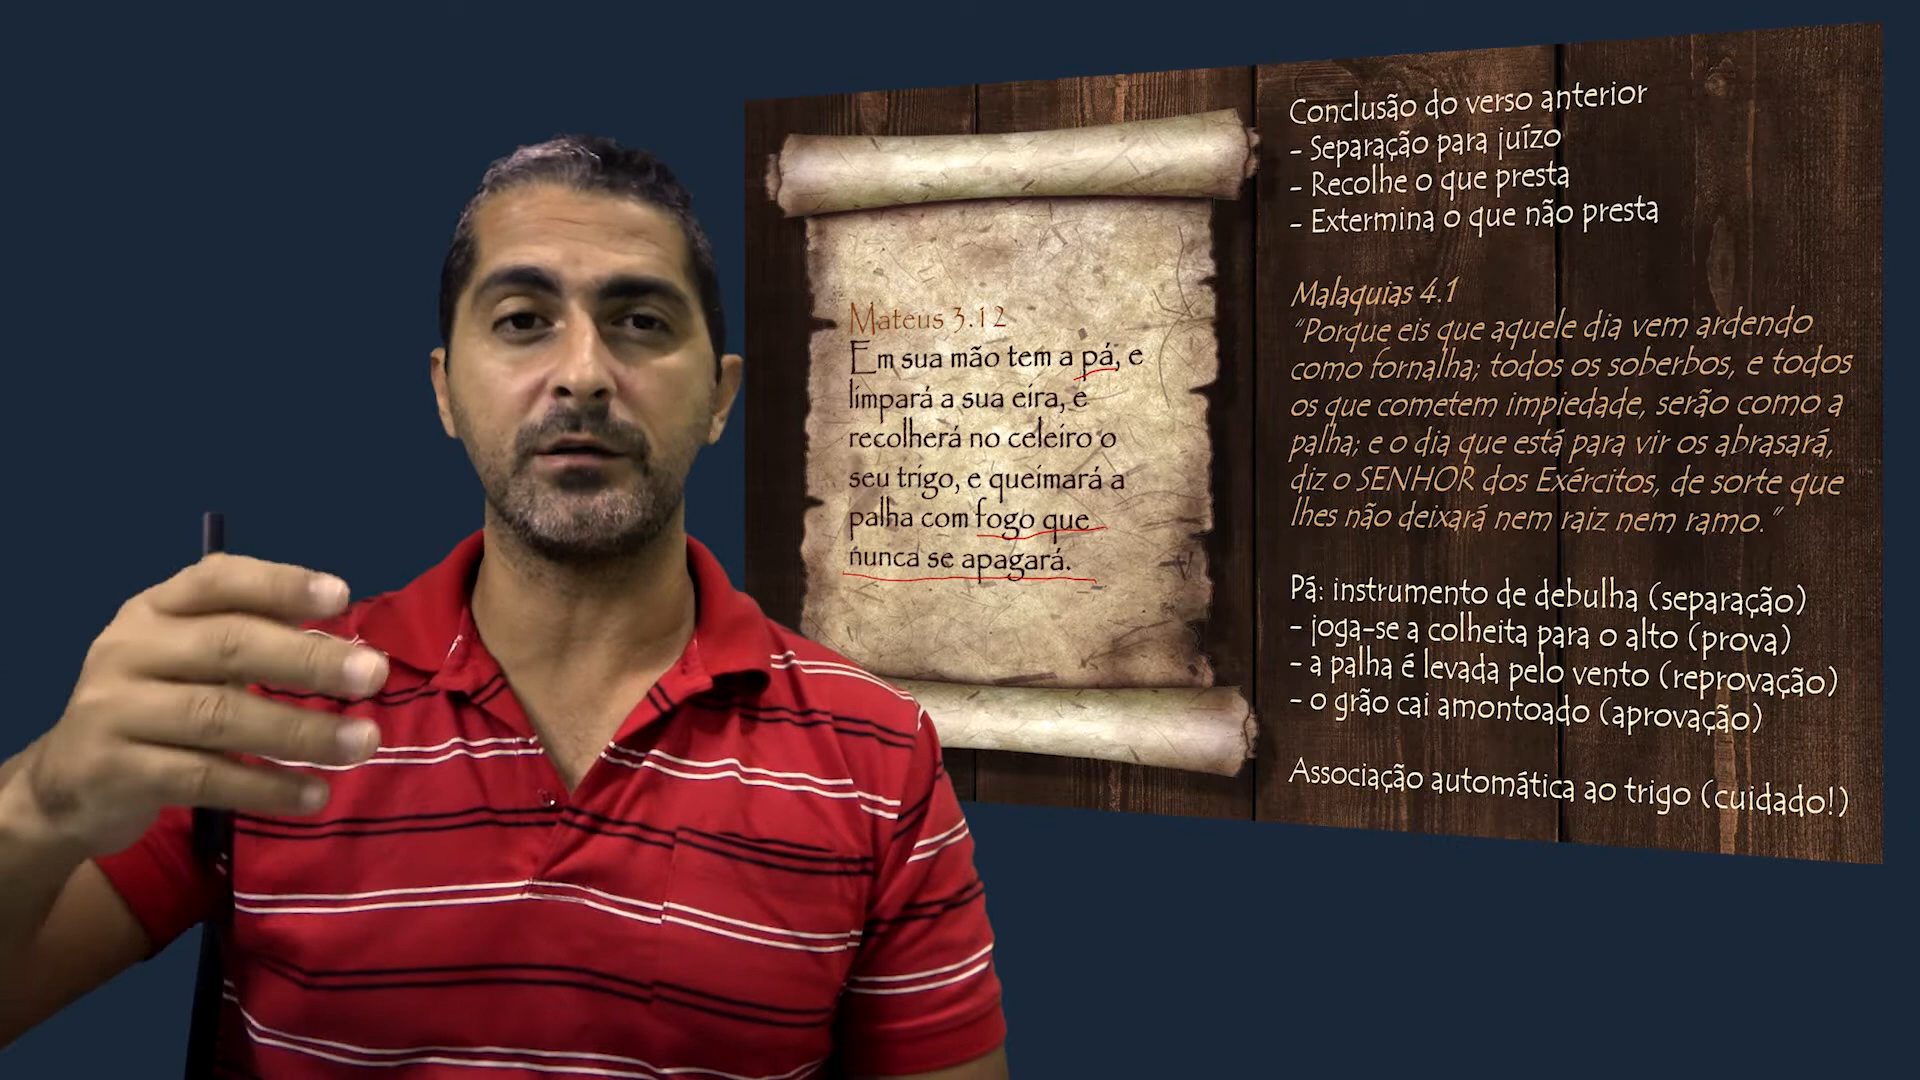 Mateus 3.12
Em sua mão tem a pá, e
limpará a sua eira, e
recolherá no celeiro o
seu trigo, e queimará a
palha com fogo que
nunca se apagará.
Conclusão do verso anterior
- Separação para juízo
- Recolhe o que presta
- Extermina o que não presta
Malaquias 4.1
“Porque eis que aquele dia vem ardendo
como fornalha; todos os soberbos, e todos
os que cometem impiedade, serão como a
palha; e o dia que está para vir os abrasará,
diz o SENHOR dos Exércitos, de sorte que
lhes não deixará nem raiz nem ramo.”
Pá: instrumento de debulha (separação)
- joga-se a colheita para o alto (prova)
- a palha é levada pelo vento (reprovação)
- o grão cai amontoado (aprovação)
Associação automática ao trigo (cuidado!)